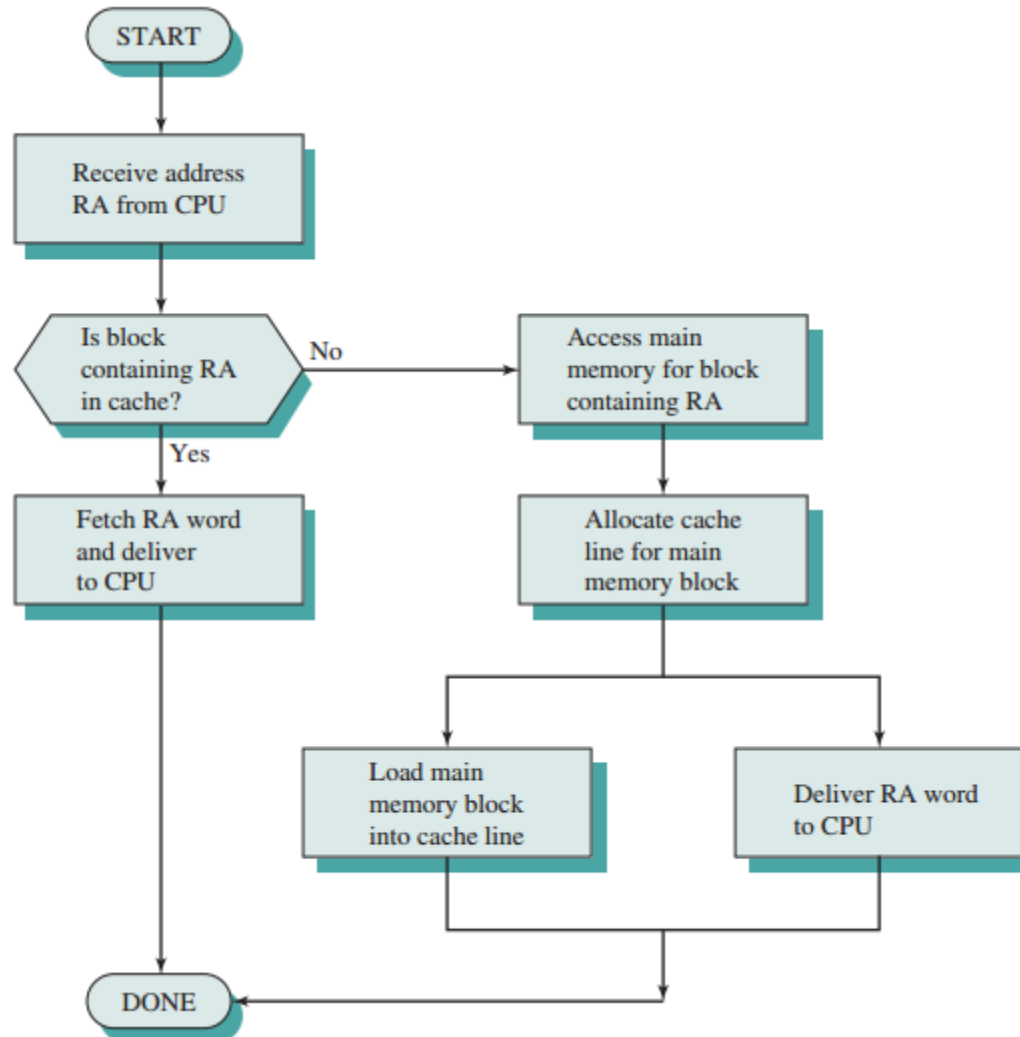 START
Receive address
RA from CPU
Is block
containing RA
in cache?
No
Access main
memory for block
containing RA
Yes
Fetch RA word
and deliver
to CPU
Allocate cache
line for main
memory block
Load main
memory block
into cache line
Deliver RA word
to CPU
DONE